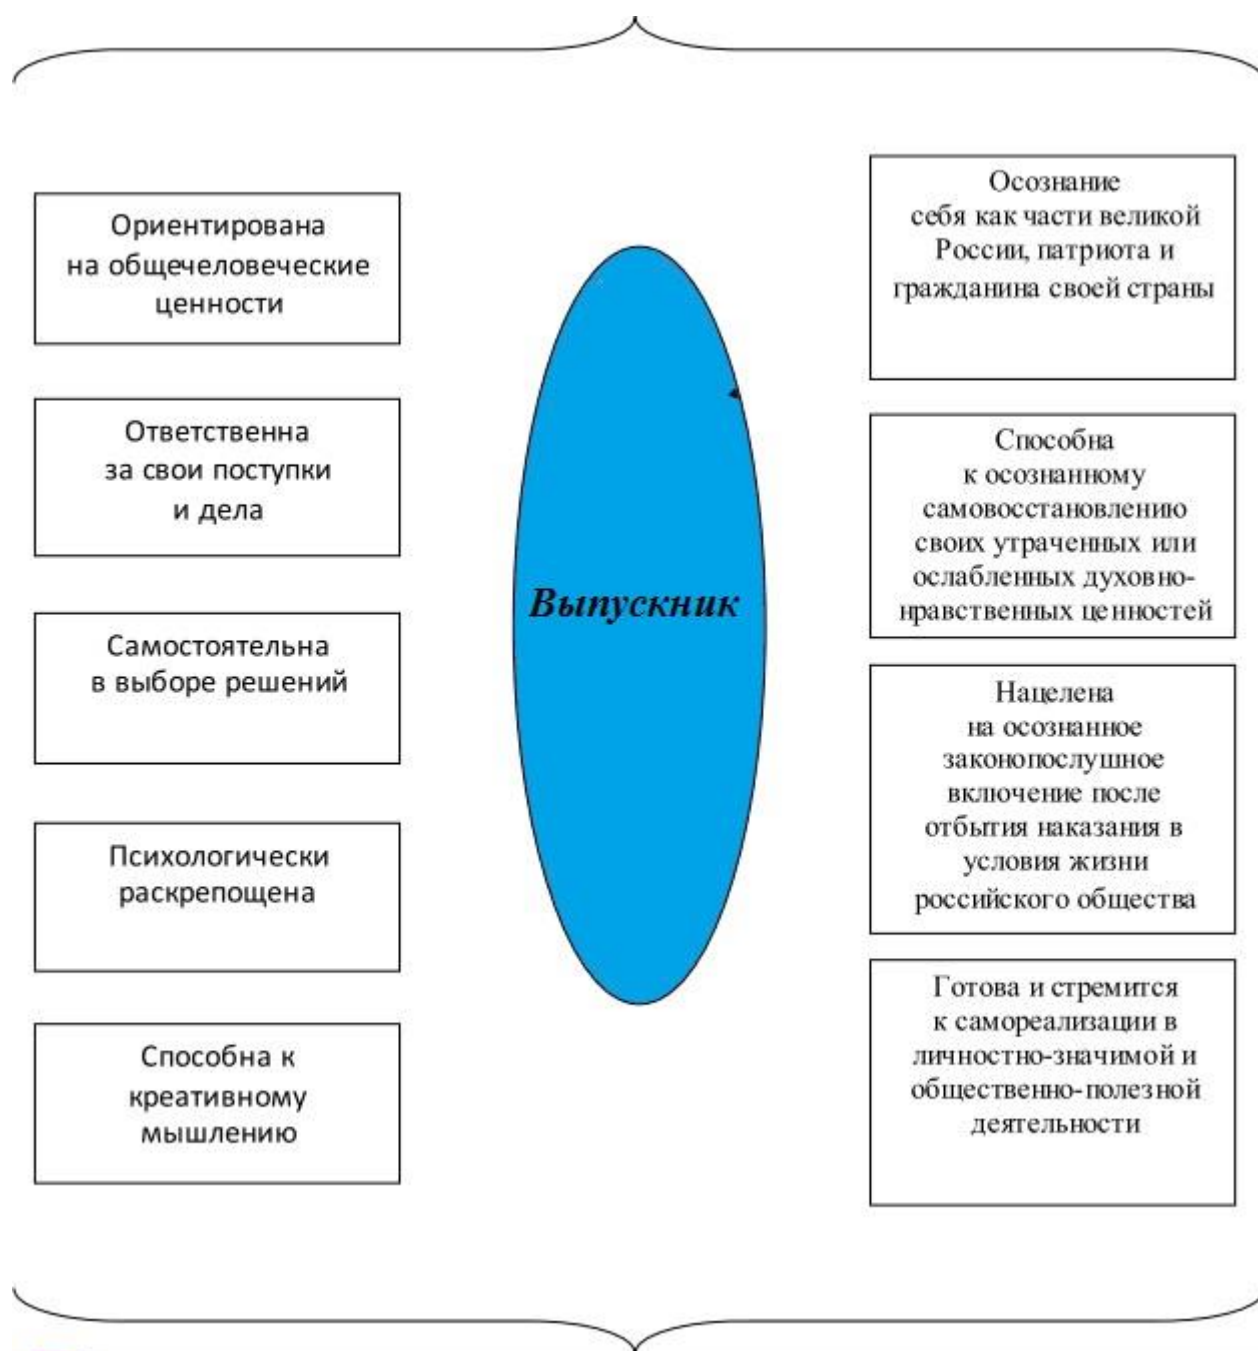 Ориентирована
на общечеловеческие
ценности
Ответственна
за свои поступки
и дела
Самостоятельна
в выборе решений
Психологически
раскрепощена
Способна к
креативному
мышлению
Выпускник
Осознание
себя как части великой
России, патриота и
гражданина своей страны
Способна
к осознанному
самовосстановлению
своих утраченных или
ослабленных духовно-
нравственных ценностей
Нацелена
на осознанное
законопослушное
включение после
отбытия наказания в
условия жизни
российского общества
Готова и стремится
к самореализации в
личностно-значимой и
общественно-полезной
деятельности